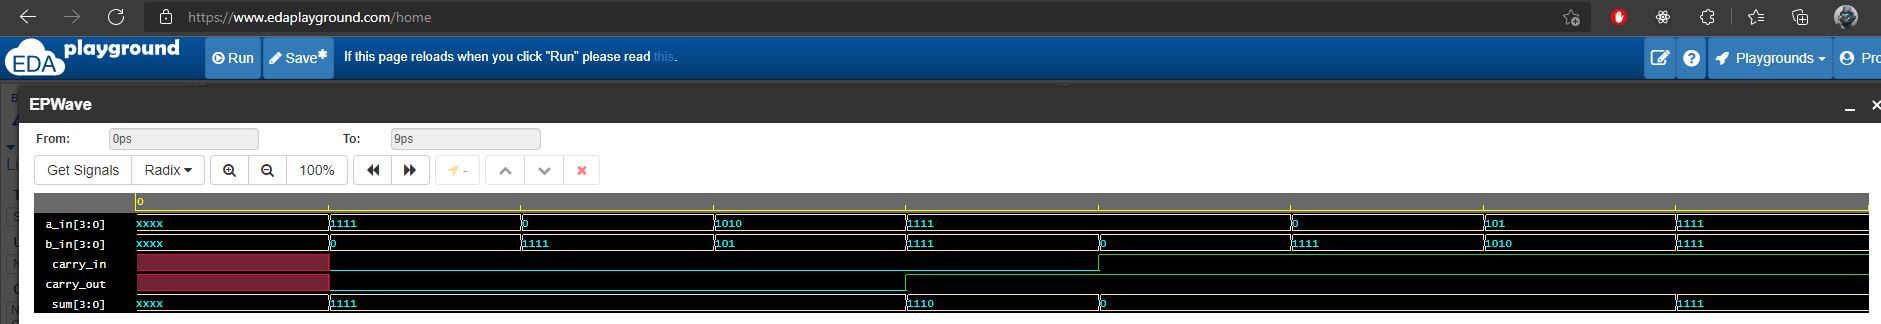 https://www.edaplayground.com/home
EDA playground Run Save* If this page reloads when you click "Run" please read this. Playgrounds Pro
EPWave
From: 0ps To: 9ps
Get Signals Radix 100% -
0
a_in[3:0] xxxx 1111 0 1010 1111 0 101 1111
b_in[3:0] xxxx 0 1111 101 1111 0 1111 1010 1111
carry_in
carry_out
sum[3:0] xxxx 1111 1110 0 1111